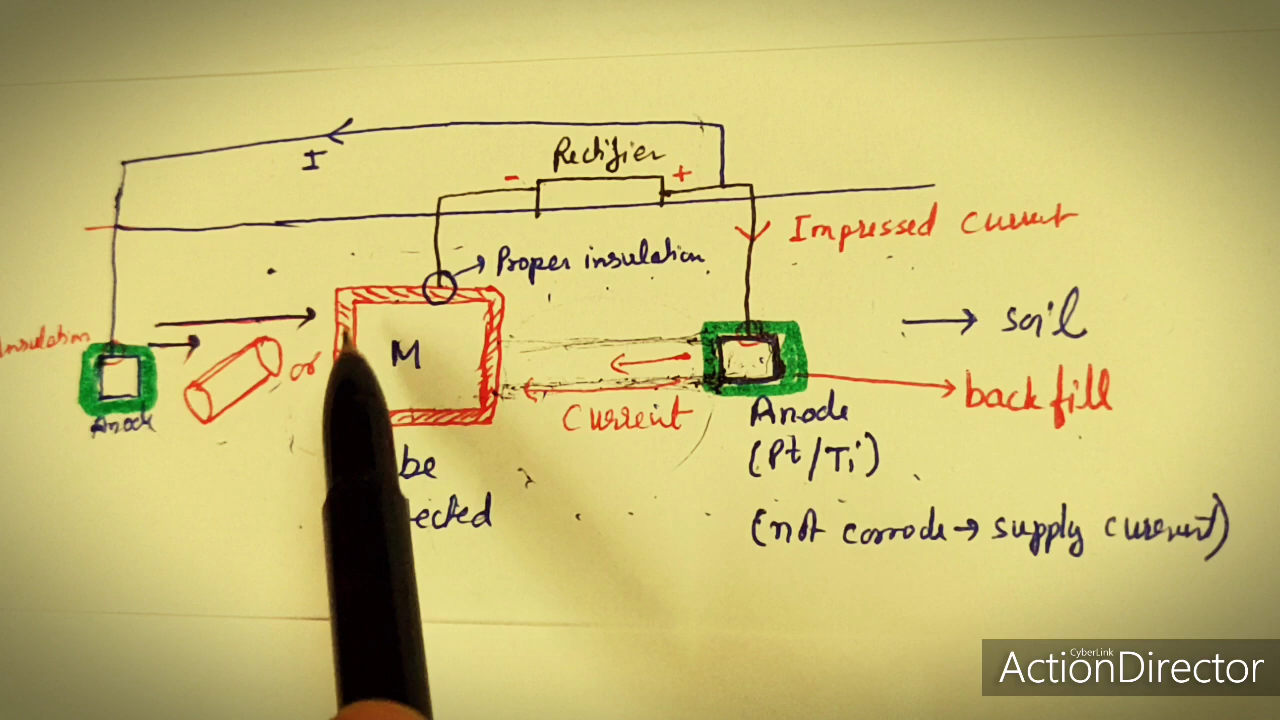 Rectifier
- +
I
Impressed current
Proper insulation
insulation
soil
M
or
back fill
Current
Anode
Anode
(Pt/Ti)
be
ected
(not corrode → supply current)
CyberLink
ActionDirector